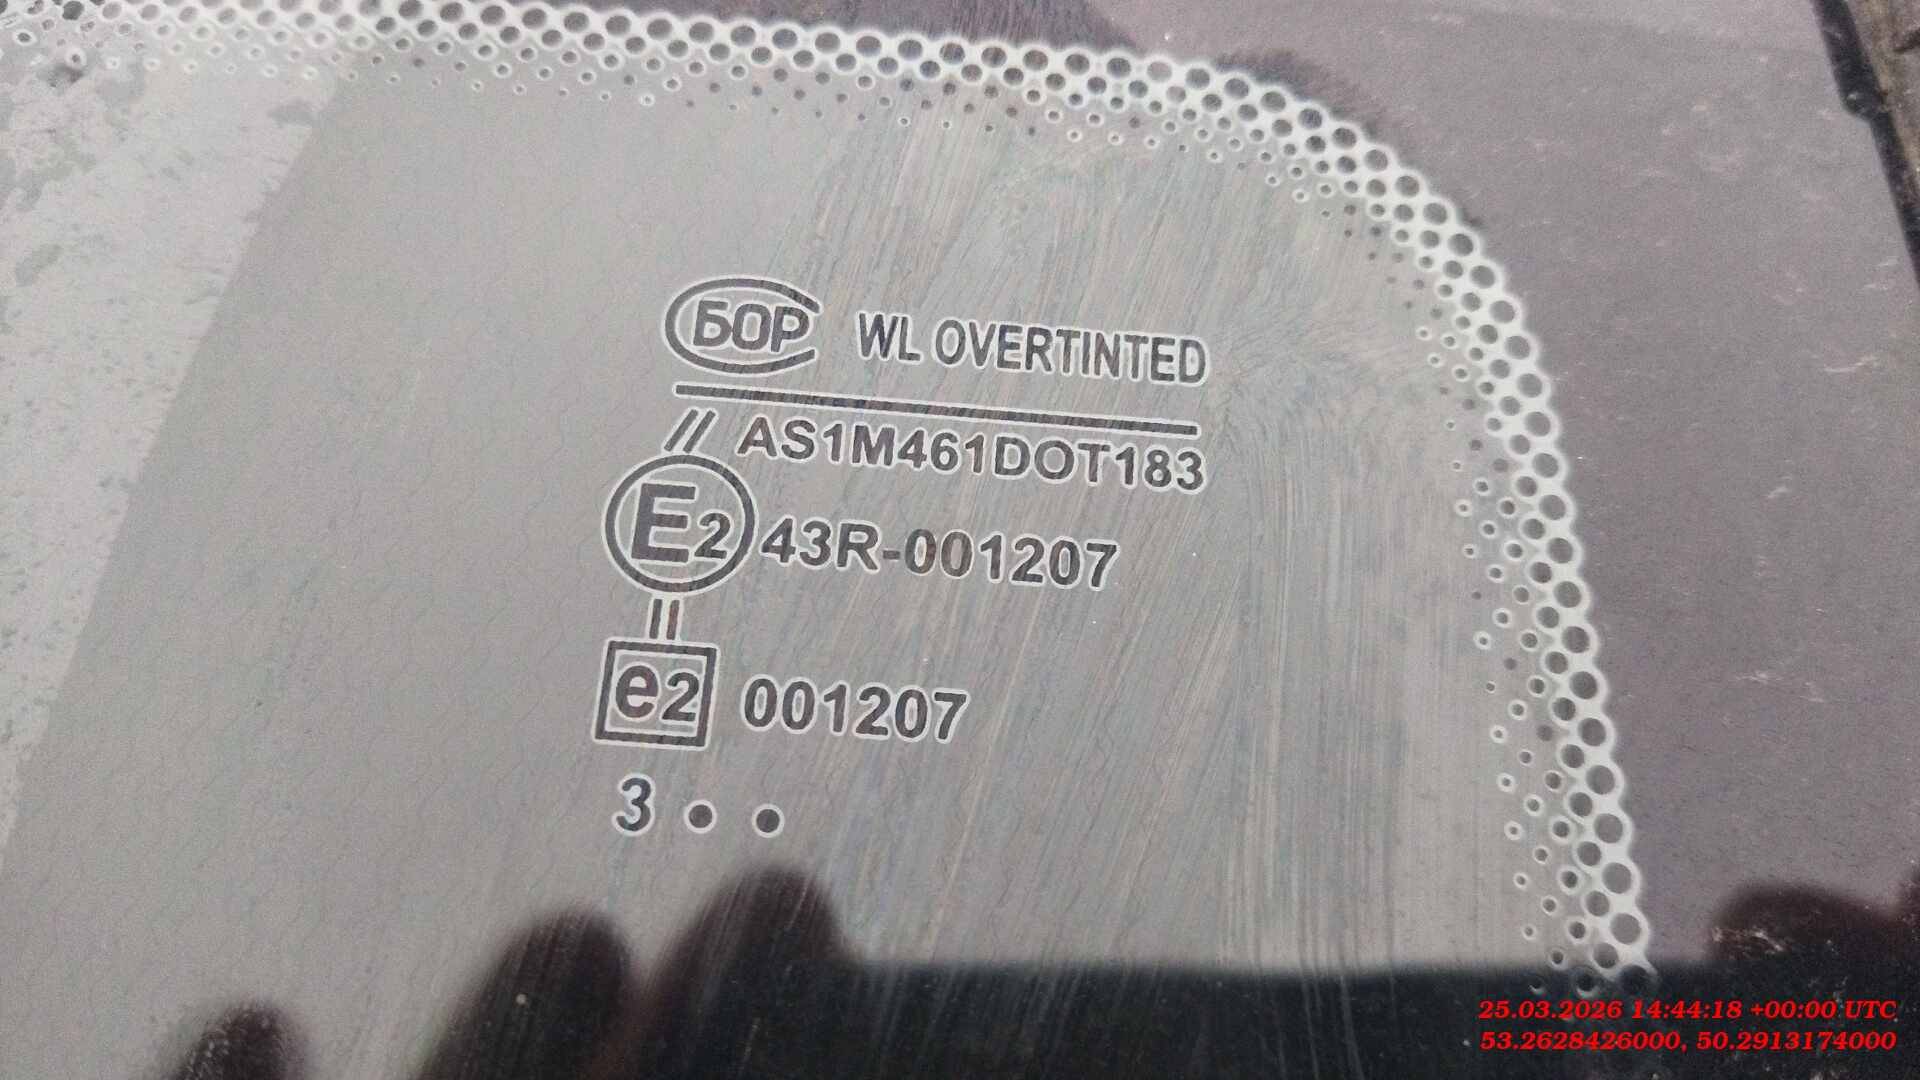 БОР WL OVERTINTED
// AS1M461DOT183
E2 43R-001207
||
e2 001207
3 • •
25.03.2026 14:44:18 +00:00 UTC
53.2628426000, 50.2913174000